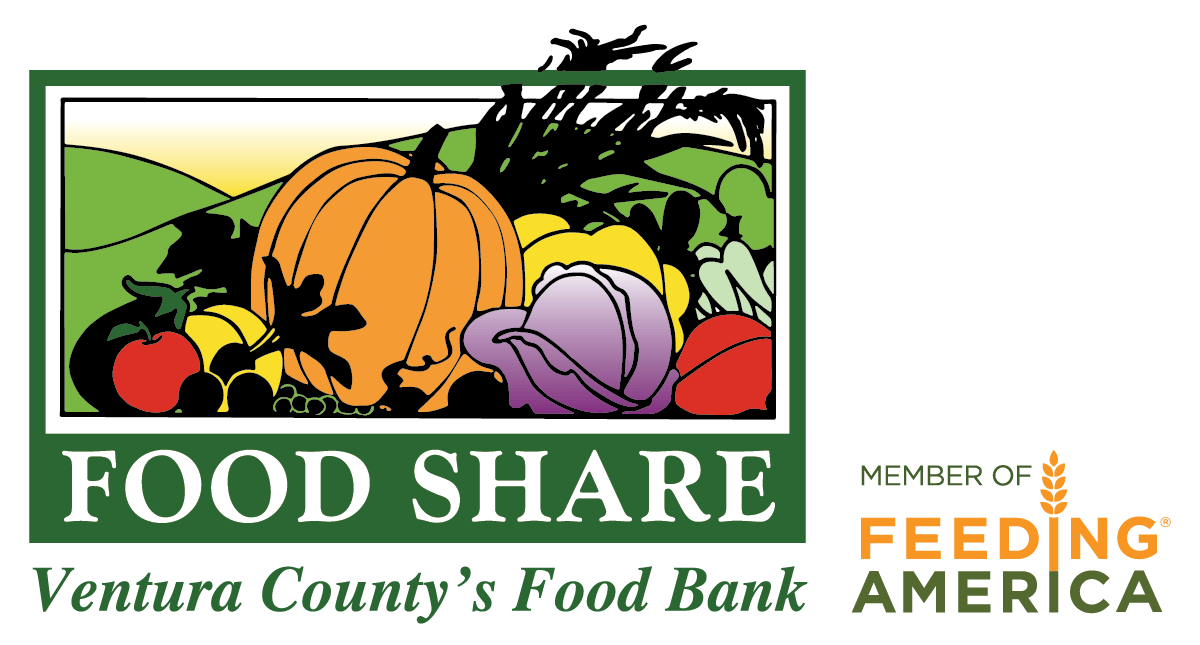 FOOD SHARE
Ventura County’s Food Bank
MEMBER OF
FEEDING®
AMERICA